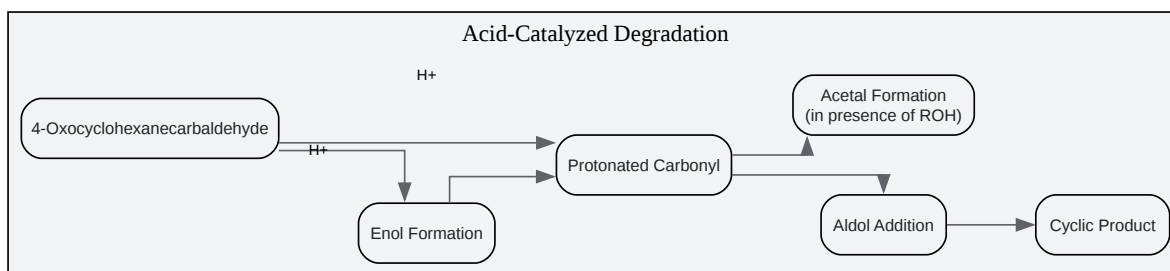 Acid-Catalyzed Degradation
H+
4-Oxocyclohexanecarbaldehyde
H+
Acetal Formation
(in presence of ROH)
Protonated Carbonyl
Enol Formation
Aldol Addition
Cyclic Product